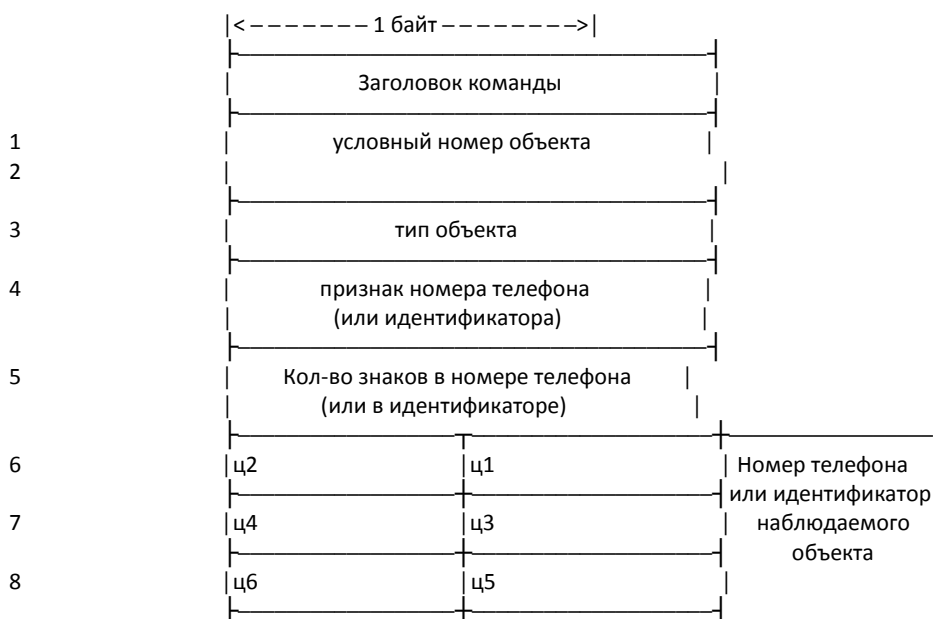 |< – – – – – – – 1 байт – – – – – – – ->|
Заголовок команды
1 условный номер объекта
2
3 тип объекта
4 признак номера телефона
(или идентификатора)
5 Кол-во знаков в номере телефона
(или в идентификаторе)
6 ц2 ц1 Номер телефона
или идентификатор
7 ц4 ц3 наблюдаемого
объекта
8 ц6 ц5